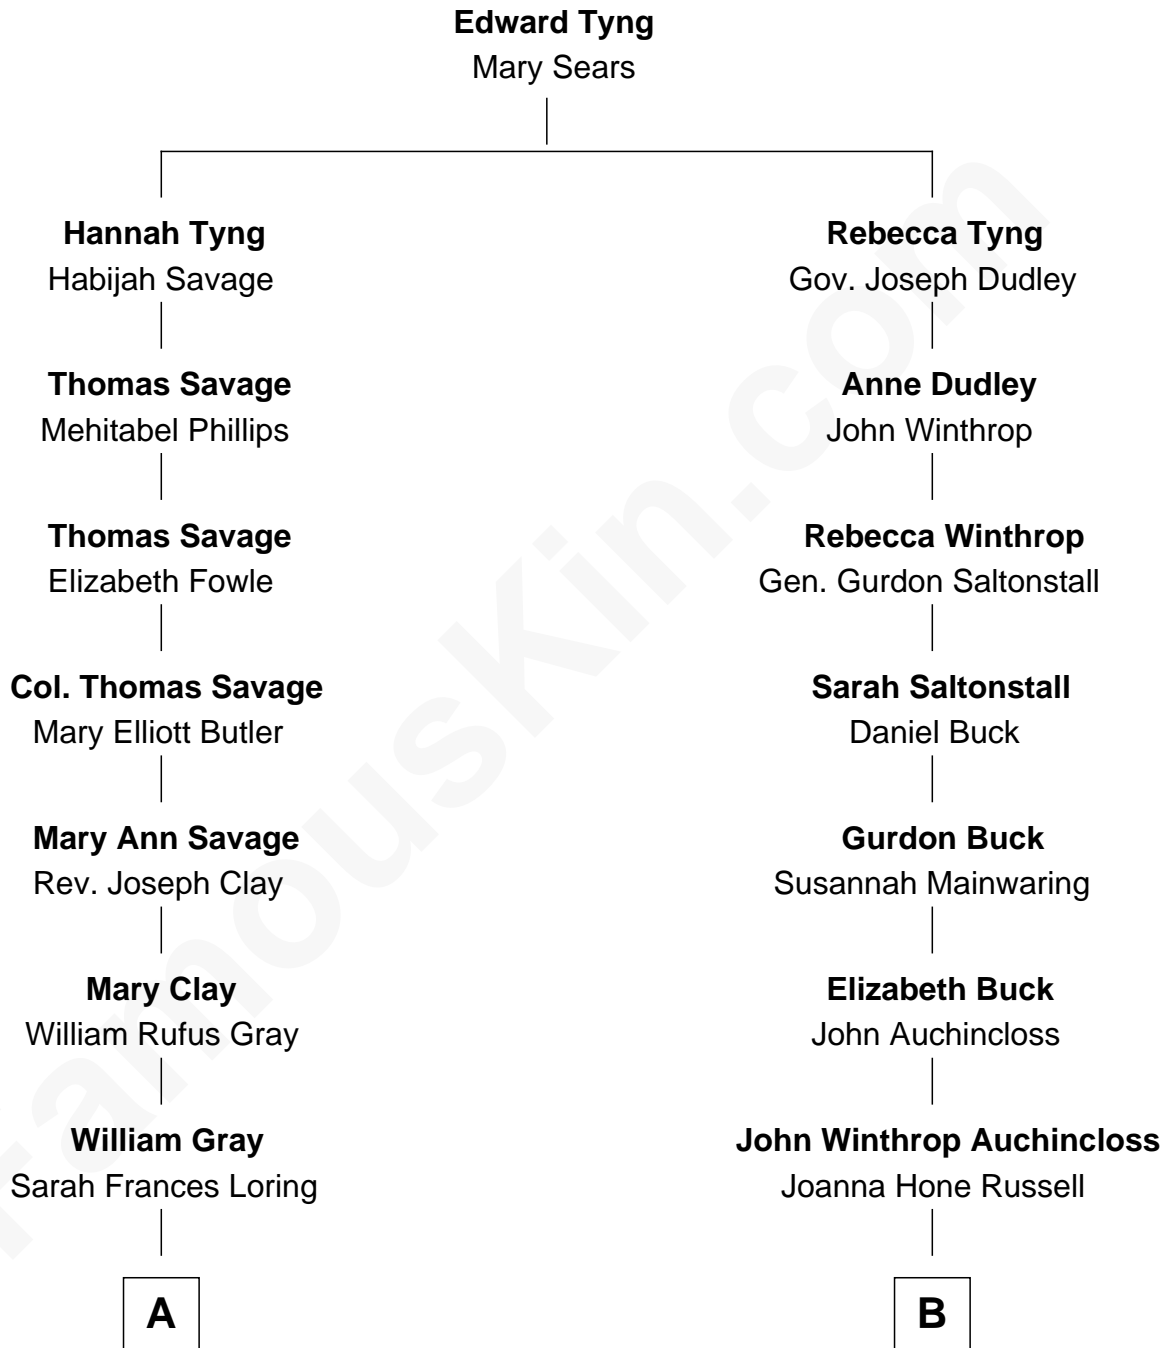 Edward Tyng
Mary Sears
Hannah Tyng
Habijah Savage
Rebecca Tyng
Gov. Joseph Dudley
Thomas Savage
Mehitabel Phillips
Anne Dudley
John Winthrop
Thomas Savage
Elizabeth Fowle
Rebecca Winthrop
Gen. Gurdon Saltonstall
Col. Thomas Savage
Mary Elliott Butler
Sarah Saltonstall
Daniel Buck
Mary Ann Savage
Rev. Joseph Clay
Gurdon Buck
Susannah Mainwaring
Mary Clay
William Rufus Gray
Elizabeth Buck
John Auchincloss
William Gray
Sarah Frances Loring
John Winthrop Auchincloss
Joanna Hone Russell
A
B
FamousKin.com